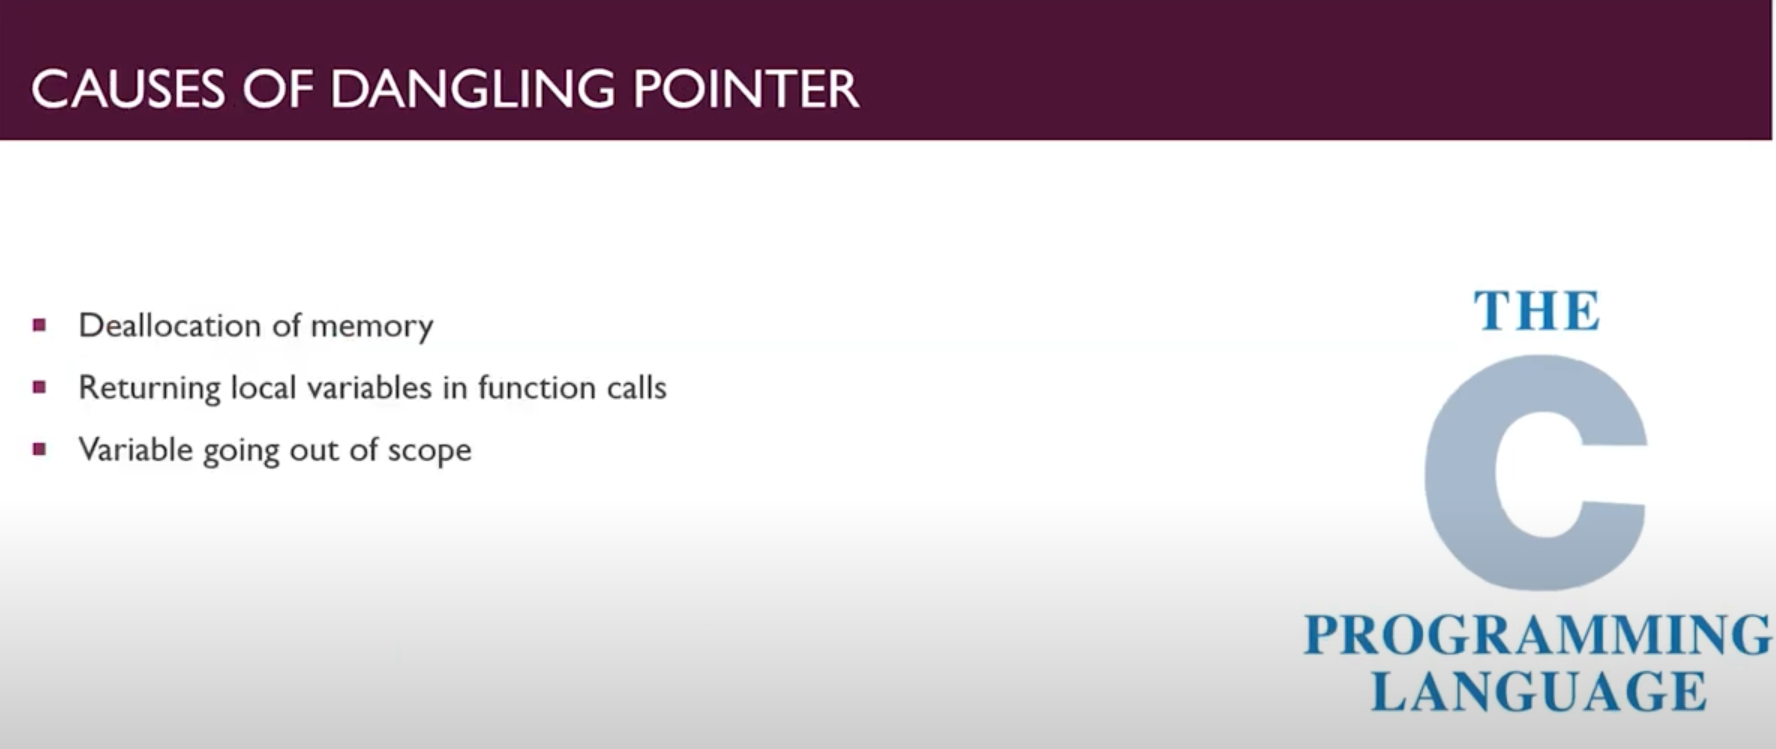 CAUSES OF DANGLING POINTER
Deallocation of memory
Returning local variables in function calls
Variable going out of scope
THE
C
PROGRAMMING
LANGUAGE